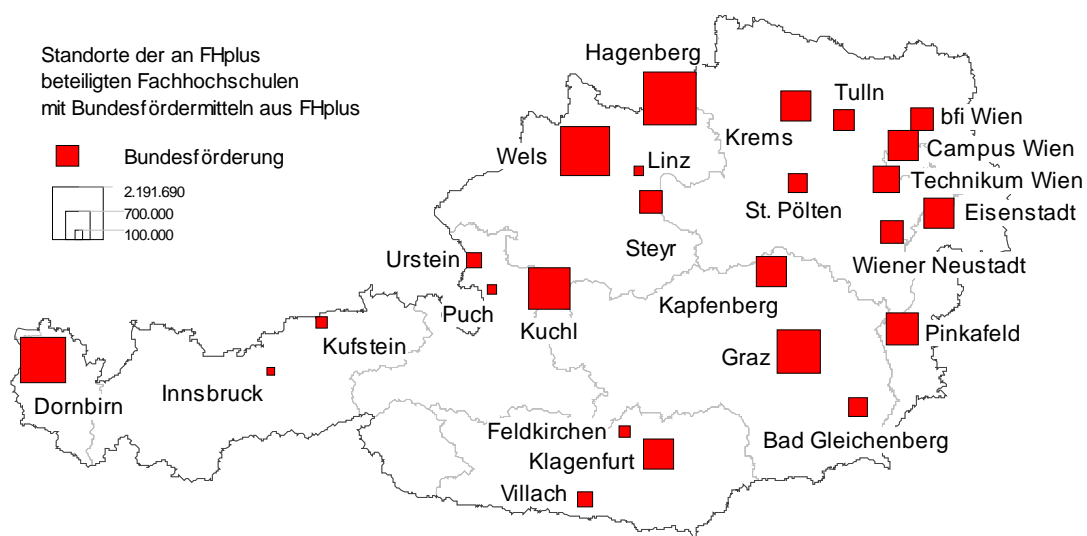 Standorte der an FHplus
beteiligten Fachhochschulen
mit Bundesfördermitteln aus FHplus
Bundesförderung
2.191.690
700.000
100.000
Hagenberg
Tulln
Krems
bfi Wien
Campus Wien
Wels
Linz
Technikum Wien
St. Pölten
Eisenstadt
Steyr
Urstein
Wiener Neustadt
Puch
Kapfenberg
Kuchl
Kufstein
Pinkafeld
Graz
Innsbruck
Dornbirn
Feldkirchen
Bad Gleichenberg
Klagenfurt
Villach